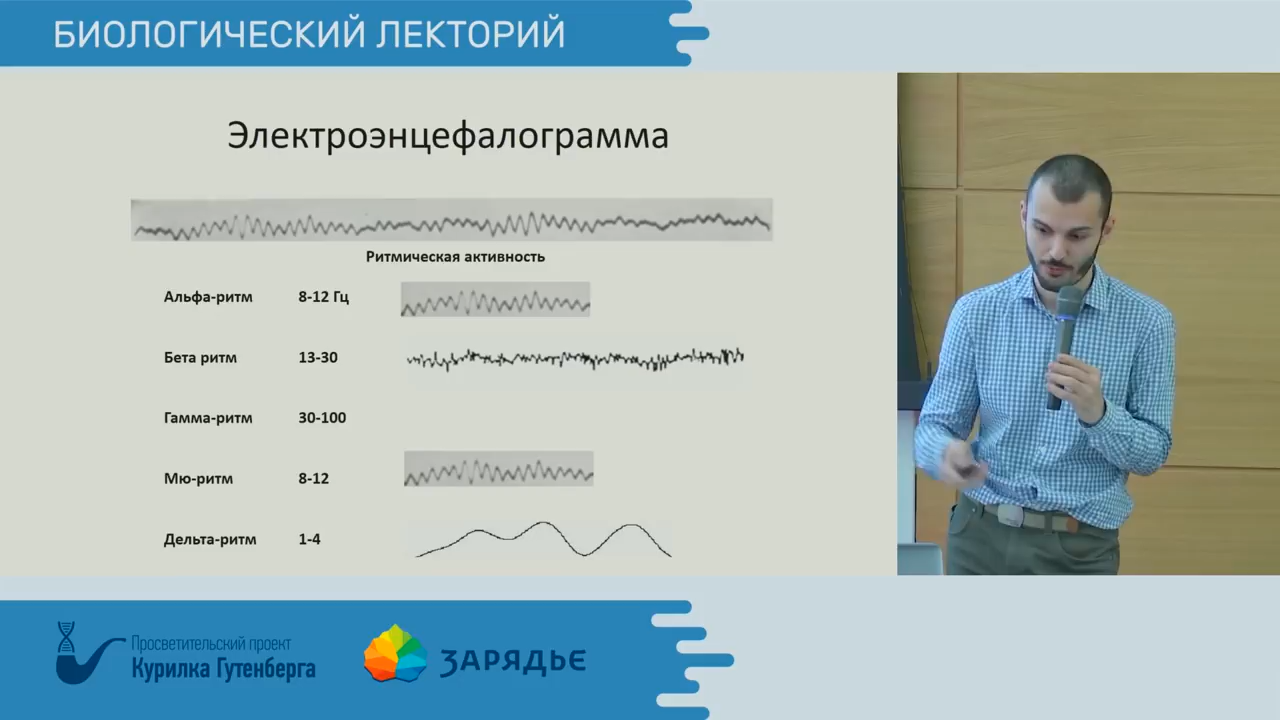 БИОЛОГИЧЕСКИЙ ЛЕКТОРИЙ
Электроэнцефалограмма
Ритмическая активность
Альфа-ритм 8-12 Гц
Бета ритм 13-30
Гамма-ритм 30-100
Мю-ритм 8-12
Дельта-ритм 1-4
Просветительский проект
Курилка Гутенберга
ЗАРЯДЬЕ